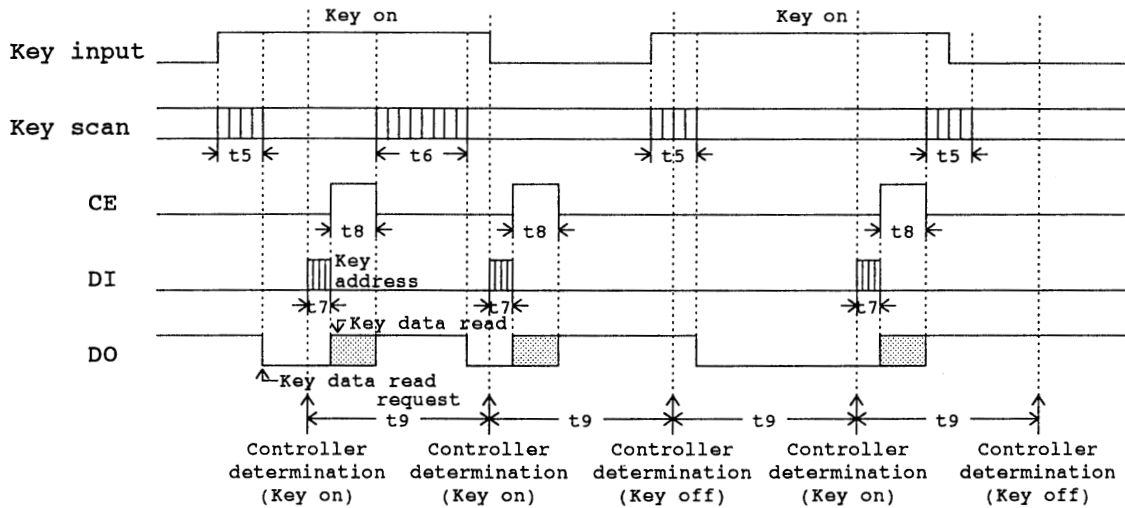 Key on Key on
Key input
Key scan
t5 t6 t5 t5
CE
t8 t8 t8
DI
Key
address
t7 t7 t7
Key data read
DO
Key data read
request
t9 t9 t9 t9
Controller Controller Controller Controller Controller
determination determination determination determination determination
(Key on) (Key on) (Key off) (Key on) (Key off)